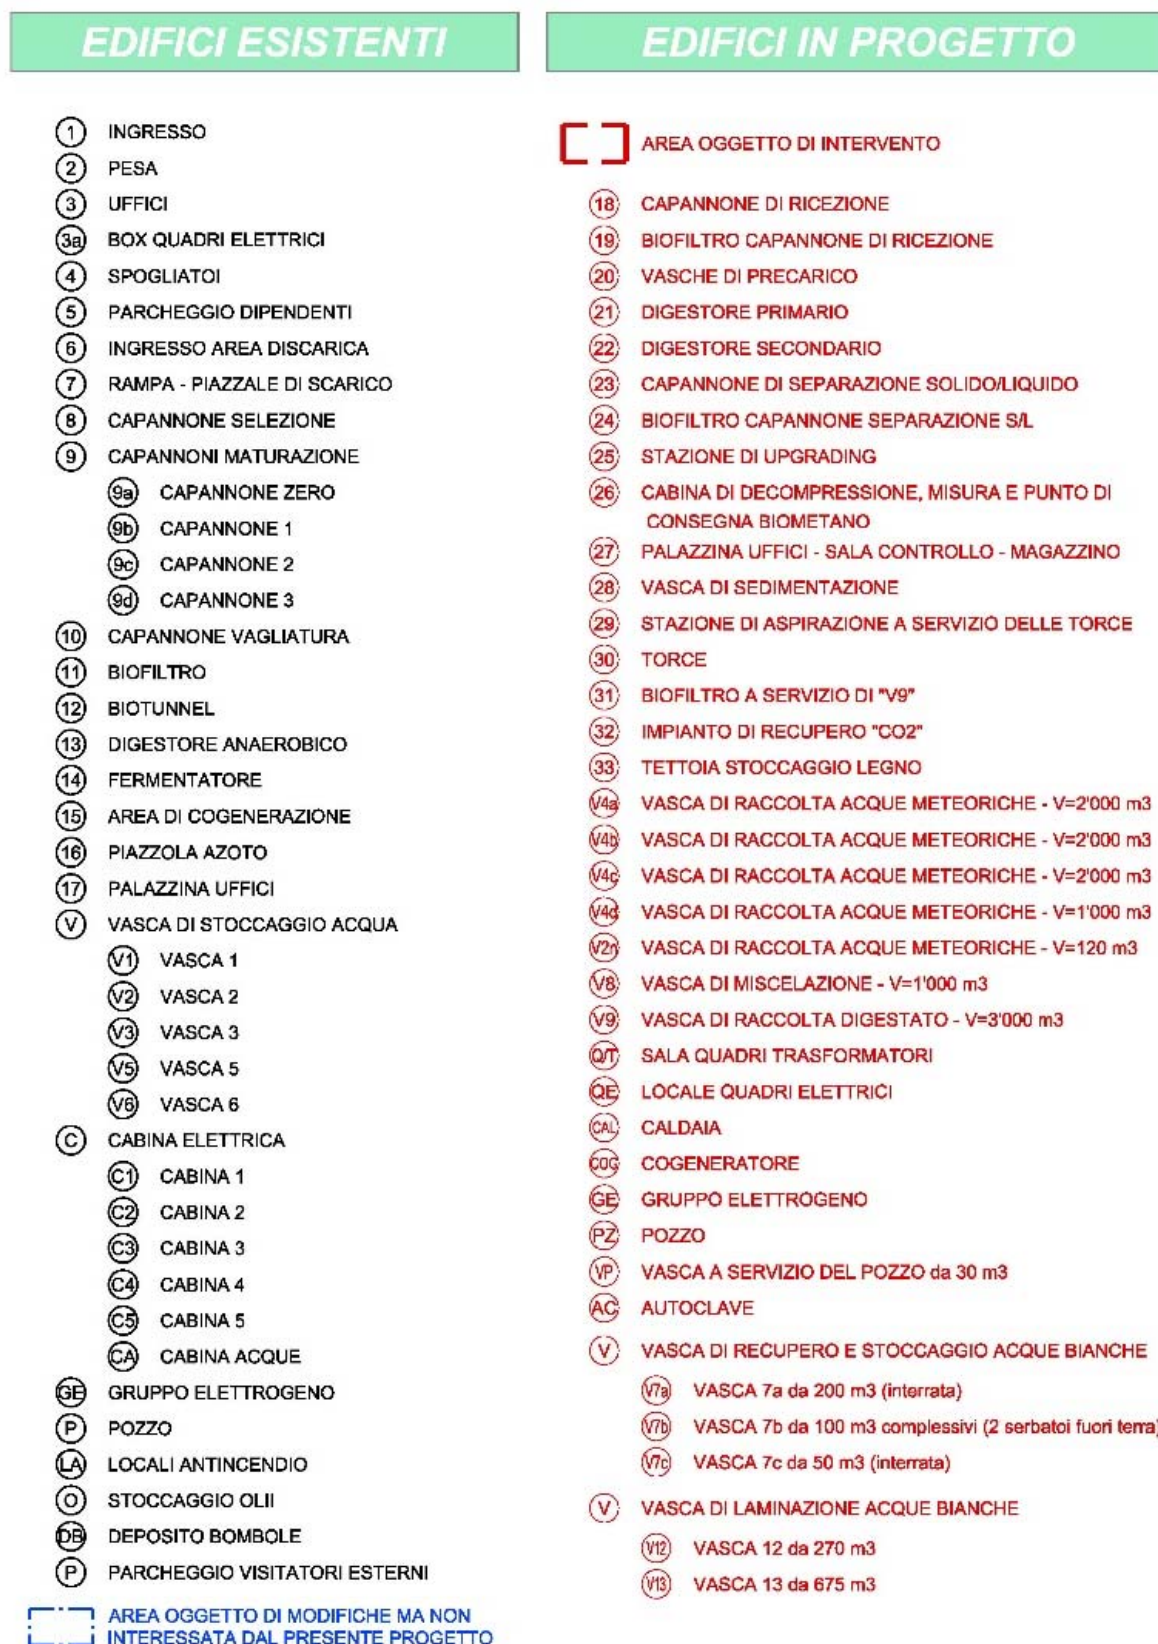 EDIFICI ESISTENTI
1 INGRESSO
2 PESA
3 UFFICI
3a BOX QUADRI ELETTRICI
4 SPOGLIATOI
5 PARCHEGGIO DIPENDENTI
6 INGRESSO AREA DISCARICA
7 RAMPA - PIAZZALE DI SCARICO
8 CAPANNONE SELEZIONE
9 CAPANNONI MATURAZIONE
9a CAPANNONE ZERO
9b CAPANNONE 1
9c CAPANNONE 2
9d CAPANNONE 3
10 CAPANNONE VAGLIATURA
11 BIOFILTRO
12 BIOTUNNEL
13 DIGESTORE ANAEROBICO
14 FERMENTATORE
15 AREA DI COGENERAZIONE
16 PIAZZOLA AZOTO
17 PALAZZINA UFFICI
V VASCA DI STOCCAGGIO ACQUA
V1 VASCA 1
V2 VASCA 2
V3 VASCA 3
V5 VASCA 5
V6 VASCA 6
C CABINA ELETTRICA
C1 CABINA 1
C2 CABINA 2
C3 CABINA 3
C4 CABINA 4
C5 CABINA 5
CA CABINA ACQUE
GE GRUPPO ELETTROGENO
P POZZO
LA LOCALI ANTINCENDIO
O STOCCAGGIO OLII
DB DEPOSITO BOMBOLE
P PARCHEGGIO VISITATORI ESTERNI
AREA OGGETTO DI MODIFICHE MA NON
INTERESSATA DAL PRESENTE PROGETTO
EDIFICI IN PROGETTO
AREA OGGETTO DI INTERVENTO
18 CAPANNONE DI RICEZIONE
19 BIOFILTRO CAPANNONE DI RICEZIONE
20 VASCHE DI PRECARICO
21 DIGESTORE PRIMARIO
22 DIGESTORE SECONDARIO
23 CAPANNONE DI SEPARAZIONE SOLIDO/LIQUIDO
24 BIOFILTRO CAPANNONE SEPARAZIONE S/L
25 STAZIONE DI UPGRADING
26 CABINA DI DECOMPRESSIONE, MISURA E PUNTO DI
CONSEGNA BIOMETANO
27 PALAZZINA UFFICI - SALA CONTROLLO - MAGAZZINO
28 VASCA DI SEDIMENTAZIONE
29 STAZIONE DI ASPIRAZIONE A SERVIZIO DELLE TORCE
30 TORCE
31 BIOFILTRO A SERVIZIO DI "V9"
32 IMPIANTO DI RECUPERO "CO2"
33 TETTOIA STOCCAGGIO LEGNO
V4a VASCA DI RACCOLTA ACQUE METEORICHE - V=2'000 m3
V4b VASCA DI RACCOLTA ACQUE METEORICHE - V=2'000 m3
V4c VASCA DI RACCOLTA ACQUE METEORICHE - V=2'000 m3
V4d VASCA DI RACCOLTA ACQUE METEORICHE - V=1'000 m3
V2n VASCA DI RACCOLTA ACQUE METEORICHE - V=120 m3
V8 VASCA DI MISCELAZIONE - V=1'000 m3
V9 VASCA DI RACCOLTA DIGESTATO - V=3'000 m3
Q/T SALA QUADRI TRASFORMATORI
QE LOCALE QUADRI ELETTRICI
CAL CALDAIA
COG COGENERATORE
GE GRUPPO ELETTROGENO
PZ POZZO
VP VASCA A SERVIZIO DEL POZZO da 30 m3
AC AUTOCLAVE
V VASCA DI RECUPERO E STOCCAGGIO ACQUE BIANCHE
V7a VASCA 7a da 200 m3 (interrata)
V7b VASCA 7b da 100 m3 complessivi (2 serbatoi fuori terra)
V7c VASCA 7c da 50 m3 (interrata)
V VASCA DI LAMINAZIONE ACQUE BIANCHE
V12 VASCA 12 da 270 m3
V13 VASCA 13 da 675 m3